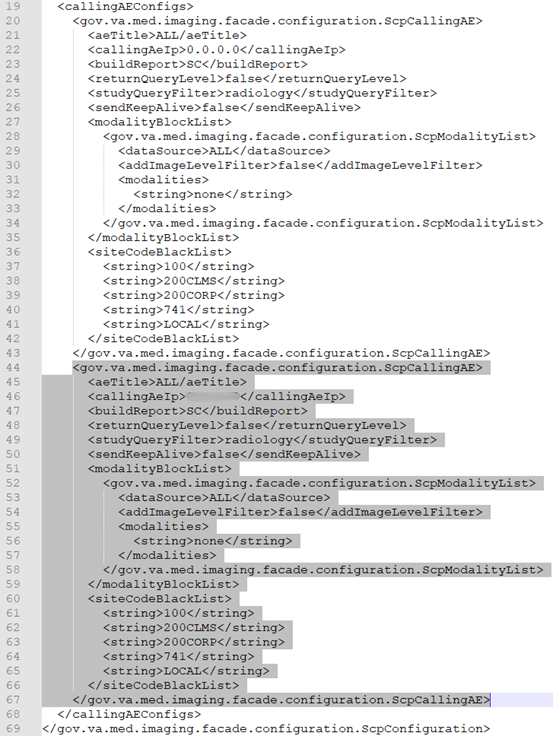 19 <callingAEConfigs>
20 <gov.va.med.imaging.facade.configuration.ScpCallingAE>
21 <aeTitle>ALL/aeTitle>
22 <callingAeIp>0.0.0.0</callingAeIp>
23 <buildReport>SC</buildReport>
24 <returnQueryLevel>false</returnQueryLevel>
25 <studyQueryFilter>radiology</studyQueryFilter>
26 <sendKeepAlive>false</sendKeepAlive>
27 <modalityBlockList>
28 <gov.va.med.imaging.facade.configuration.ScpModalityList>
29 <dataSource>ALL</dataSource>
30 <addImageLevelFilter>false</addImageLevelFilter>
31 <modalities>
32 <string>none</string>
33 </modalities>
34 </gov.va.med.imaging.facade.configuration.ScpModalityList>
35 </modalityBlockList>
36 <siteCodeBlackList>
37 <string>100</string>
38 <string>200CLMS</string>
39 <string>200CORP</string>
40 <string>741</string>
41 <string>LOCAL</string>
42 </siteCodeBlackList>
43 </gov.va.med.imaging.facade.configuration.ScpCallingAE>
44 <gov.va.med.imaging.facade.configuration.ScpCallingAE>
45 <aeTitle>ALL/aeTitle>
46 <callingAeIp></callingAeIp>
47 <buildReport>SC</buildReport>
48 <returnQueryLevel>false</returnQueryLevel>
49 <studyQueryFilter>radiology</studyQueryFilter>
50 <sendKeepAlive>false</sendKeepAlive>
51 <modalityBlockList>
52 <gov.va.med.imaging.facade.configuration.ScpModalityList>
53 <dataSource>ALL</dataSource>
54 <addImageLevelFilter>false</addImageLevelFilter>
55 <modalities>
56 <string>none</string>
57 </modalities>
58 </gov.va.med.imaging.facade.configuration.ScpModalityList>
59 </modalityBlockList>
60 <siteCodeBlackList>
61 <string>100</string>
62 <string>200CLMS</string>
63 <string>200CORP</string>
64 <string>741</string>
65 <string>LOCAL</string>
66 </siteCodeBlackList>
67 </gov.va.med.imaging.facade.configuration.ScpCallingAE>
68 </callingAEConfigs>
69 </gov.va.med.imaging.facade.configuration.ScpConfiguration>